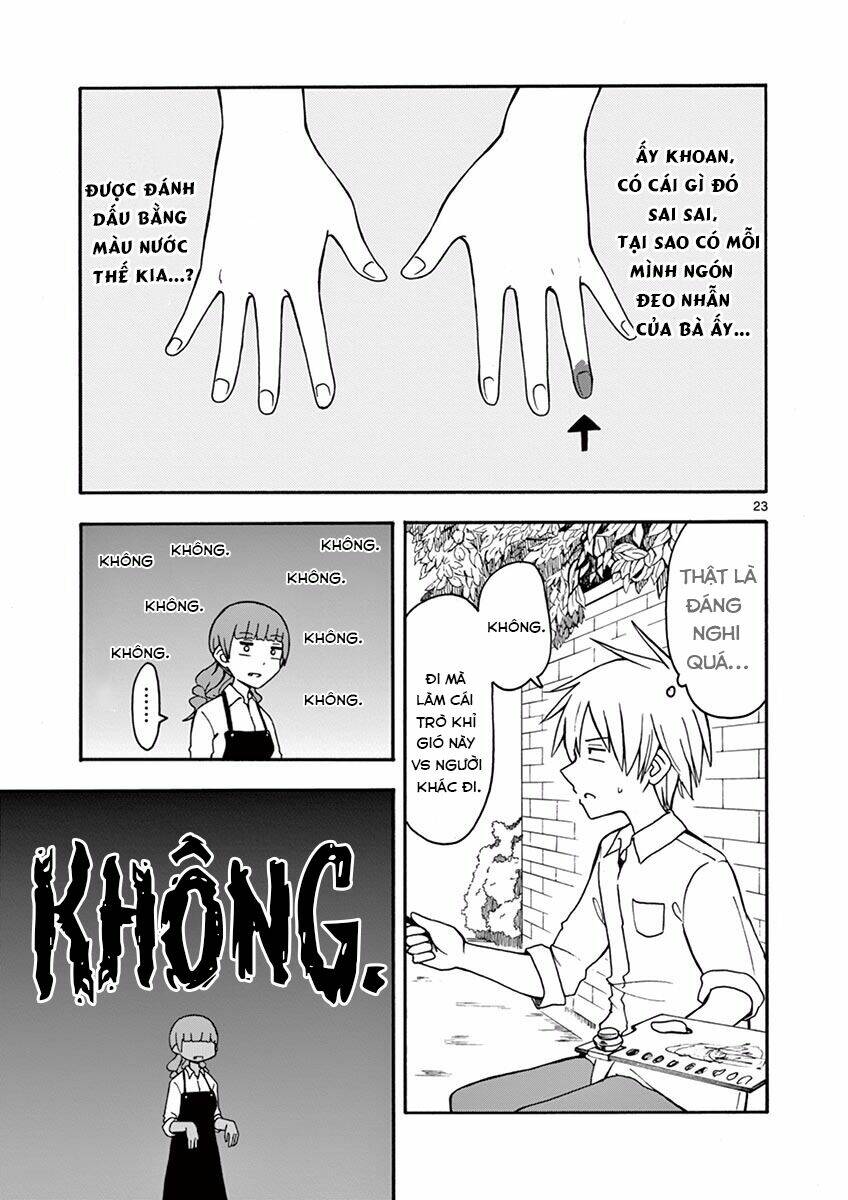 ẤY KHOAN,
CÓ CÁI GÌ ĐÓ
SAI SAI,
TẠI SAO CÓ MỖI
MÌNH NGÓN
ĐEO NHẪN
CỦA BÀ ẤY...
ĐƯỢC ĐÁNH
DẤU BẰNG
MÀU NƯỚC
THẾ KIA...?
23
THẬT LÀ
ĐÁNG
NGHI
QUÁ...
KHÔNG.
ĐI MÀ
LÀM CÁI
TRÒ KHỈ
GIÓ NÀY
VS NGƯỜI
KHÁC ĐI.
KHÔNG.
KHÔNG.
KHÔNG
KHÔNG.
KHÔNG.
KHÔNG.
KHÔNG.
KHÔNG.
......
KHÔNG.